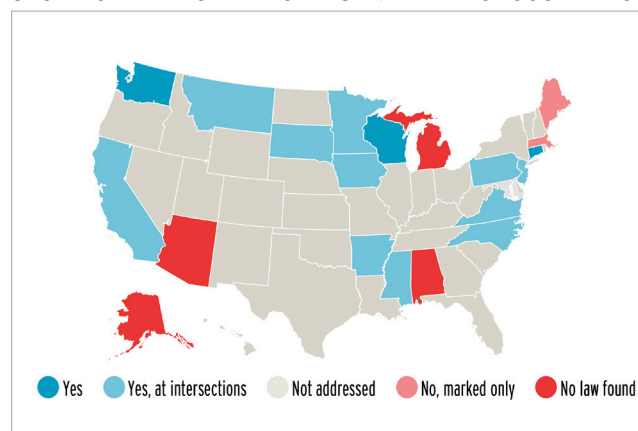 Yes
Yes, at intersections
Not addressed
No, marked only
No law found